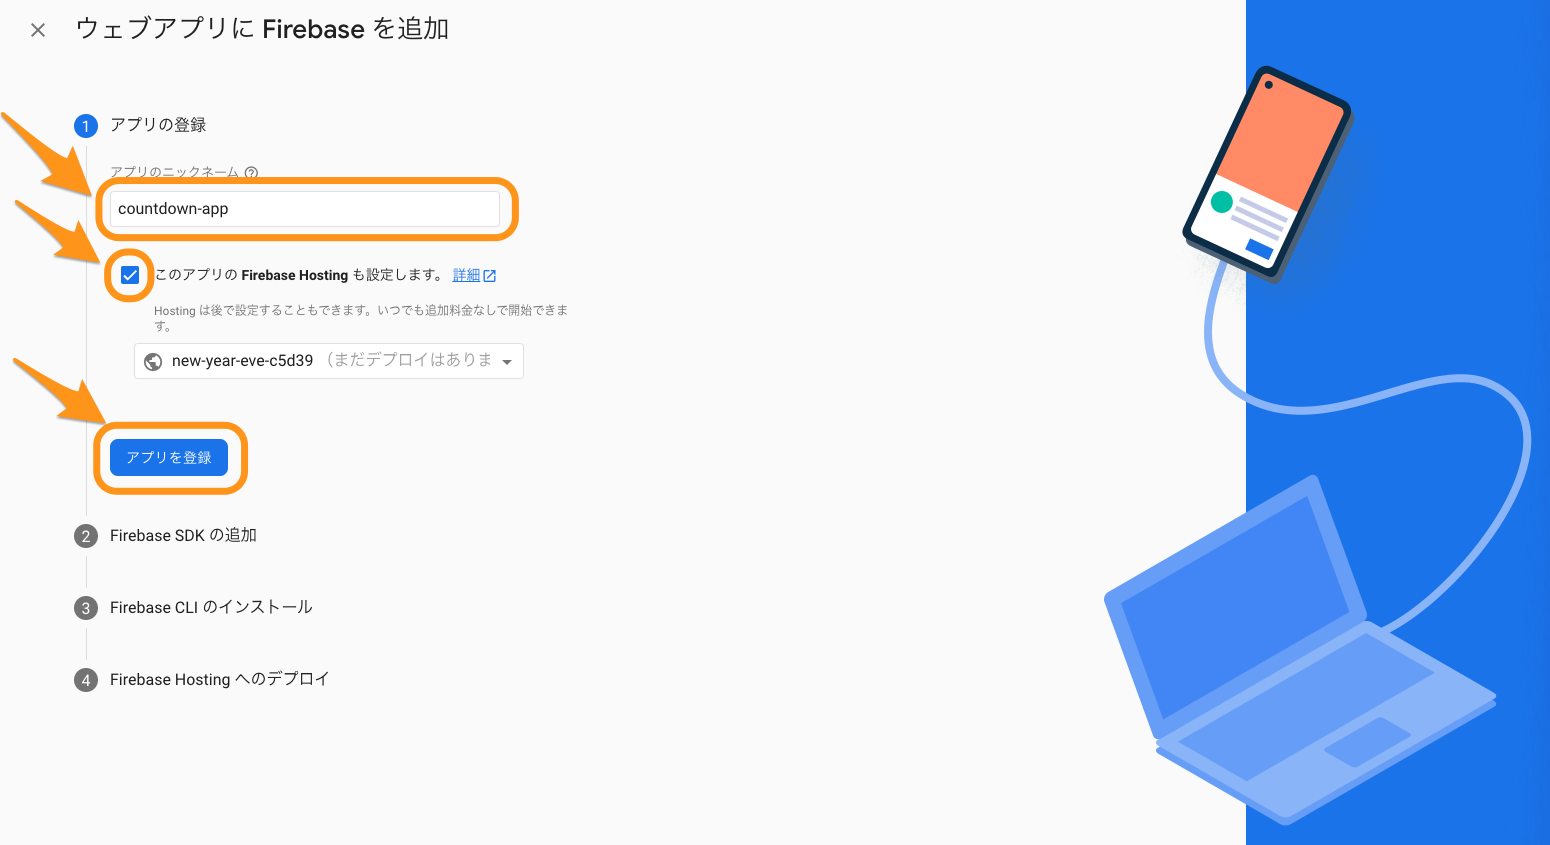 ウェブアプリに Firebase を追加
1 アプリの登録
アプリのニックネーム
countdown-app
このアプリの Firebase Hosting も設定します。 詳細
Hosting は後で設定することもできます。いつでも追加料金なしで開始できま
す。
new-year-eve-c5d39 （まだデプロイはありま
アプリを登録
2 Firebase SDK の追加
3 Firebase CLI のインストール
4 Firebase Hosting へのデプロイ